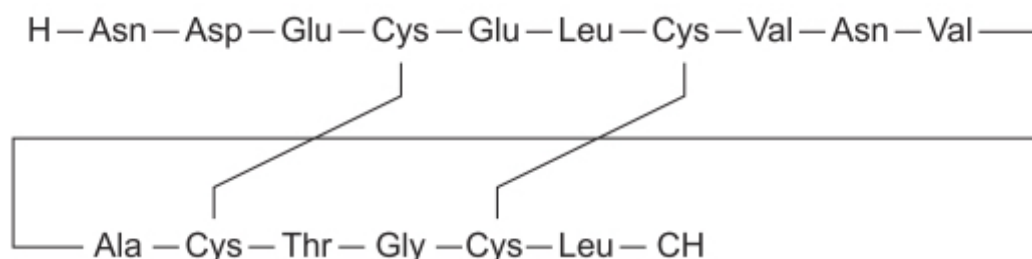 H—Asn—Asp—Glu—Cys—Glu—Leu—Cys—Val—Asn—Val—
Ala—Cys—Thr—Gly—Cys—Leu—CH